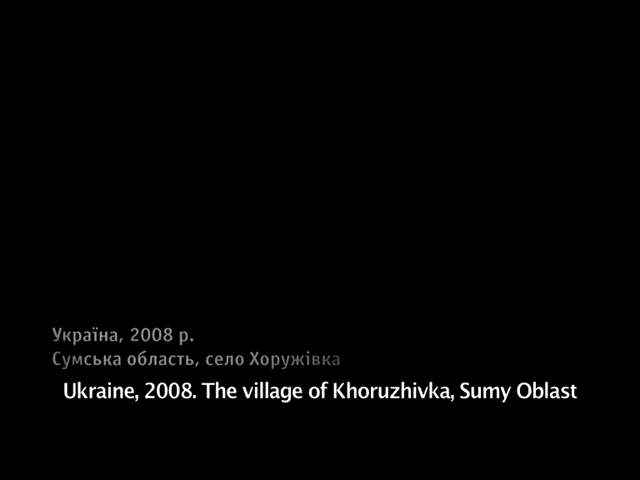 Україна, 2008 р.
Сумська область, село Хоружівка
Ukraine, 2008. The village of Khoruzhivka, Sumy Oblast